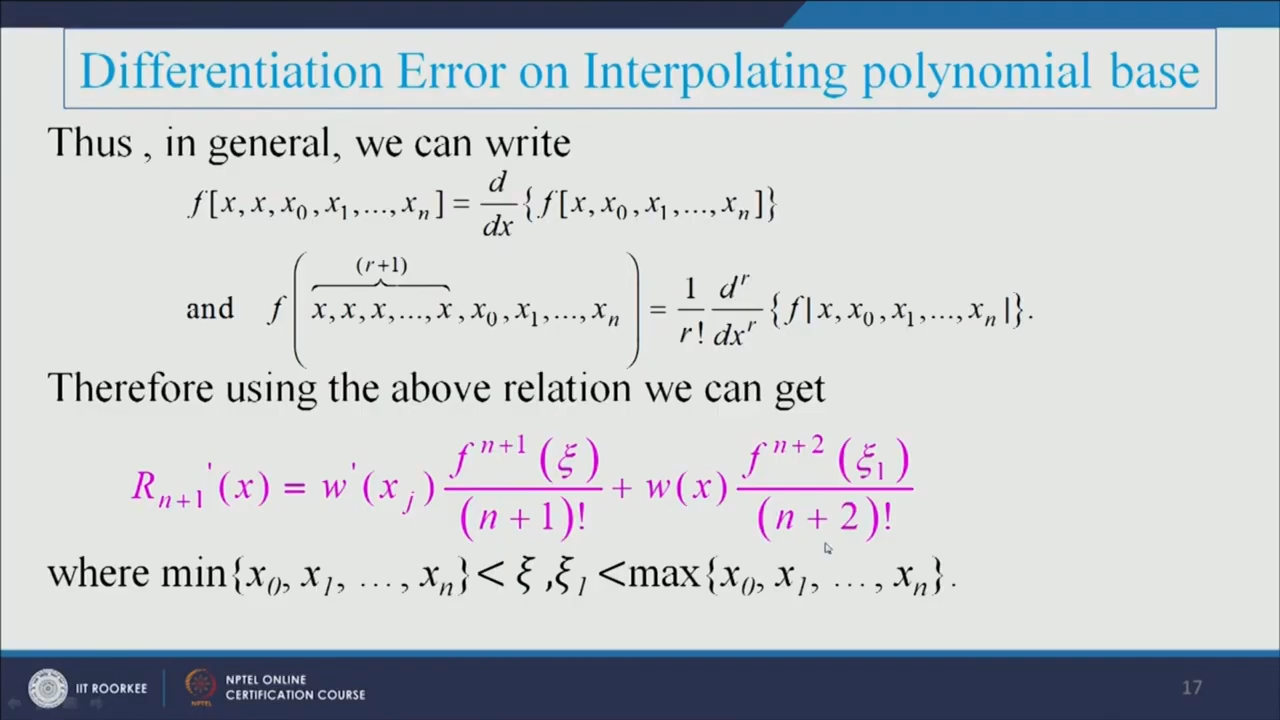 Differentiation Error on Interpolating polynomial base
Thus , in general, we can write
f[x, x, x₀, x₁,..., xₙ] = d/dx {f[x, x₀, x₁,..., xₙ]}
and f( (r+1) x, x, x,..., x, x₀, x₁,..., xₙ ) = 1/r! dʳ/dxʳ {f|x, x₀, x₁,..., xₙ|}.
Therefore using the above relation we can get
Rₙ₊₁'(x) = w'(xⱼ) fⁿ⁺¹(ξ)/(n+1)! + w(x) fⁿ⁺²(ξ₁)/(n+2)!
where min{x₀, x₁, …, xₙ}< ξ ,ξ₁ <max{x₀, x₁, …, xₙ}.
IIT ROORKEE
NPTEL ONLINE
CERTIFICATION COURSE
17